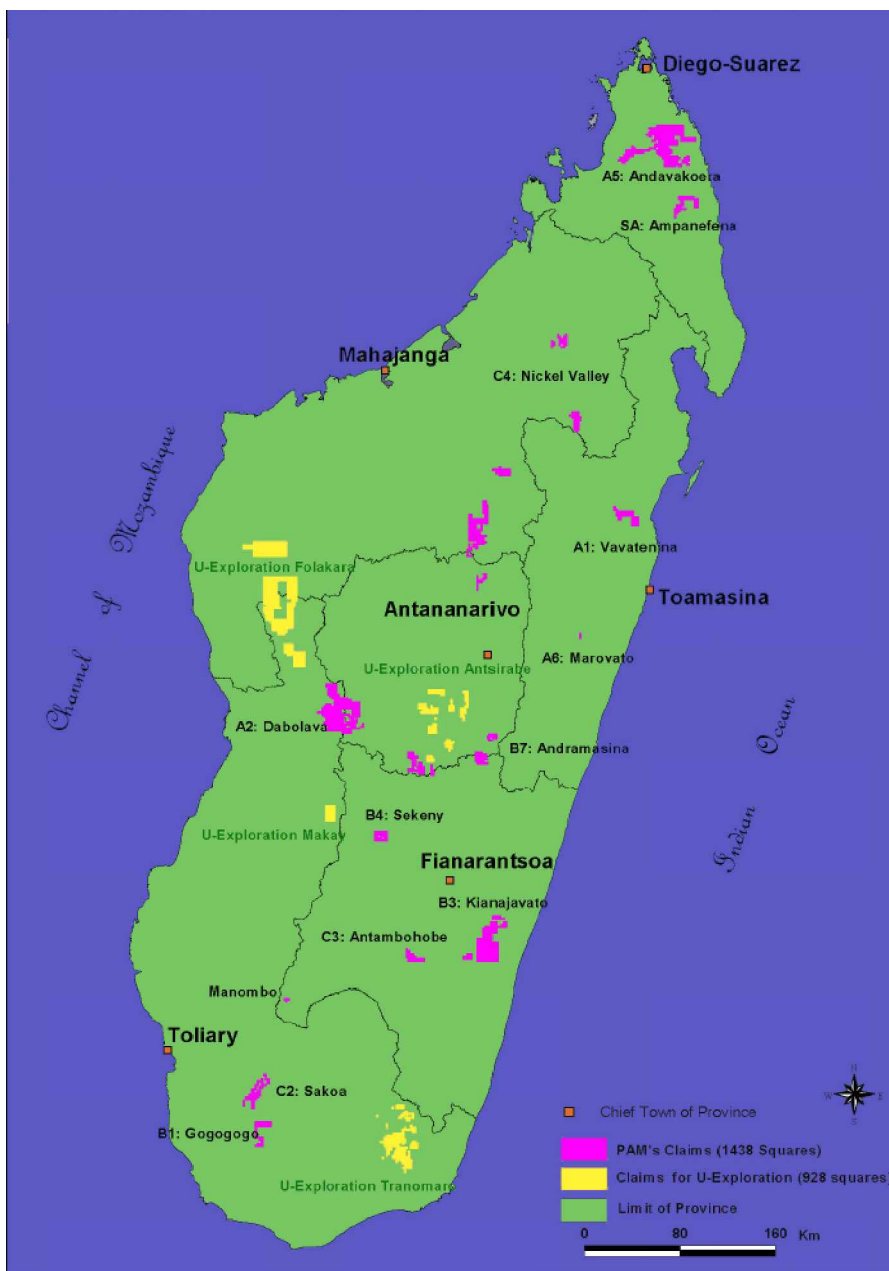 Diego-Suarez
A5: Andavakoera
SA: Ampanefena
Mahajanga
C4: Nickel Valley
Channel of Mozambique
A1: Vavatenina
U-Exploration Folakara
Toamasina
Antananarivo
A6: Marovato
U-Exploration Antsirabe
A2: Dabolava
B7: Andramasina
Indian Ocean
B4: Sekeny
U-Exploration Makay
Fianarantsoa
B3: Kianajavato
C3: Antambohobe
Manombo
Toliary
C2: Sakoa
B1: Gogogogo
U-Exploration Tranomaro
N
W E
S
Chief Town of Province
PAM's Claims (1438 Squares)
Claims for U-Exploration (928 squares)
Limit of Province
0 80 160 Km